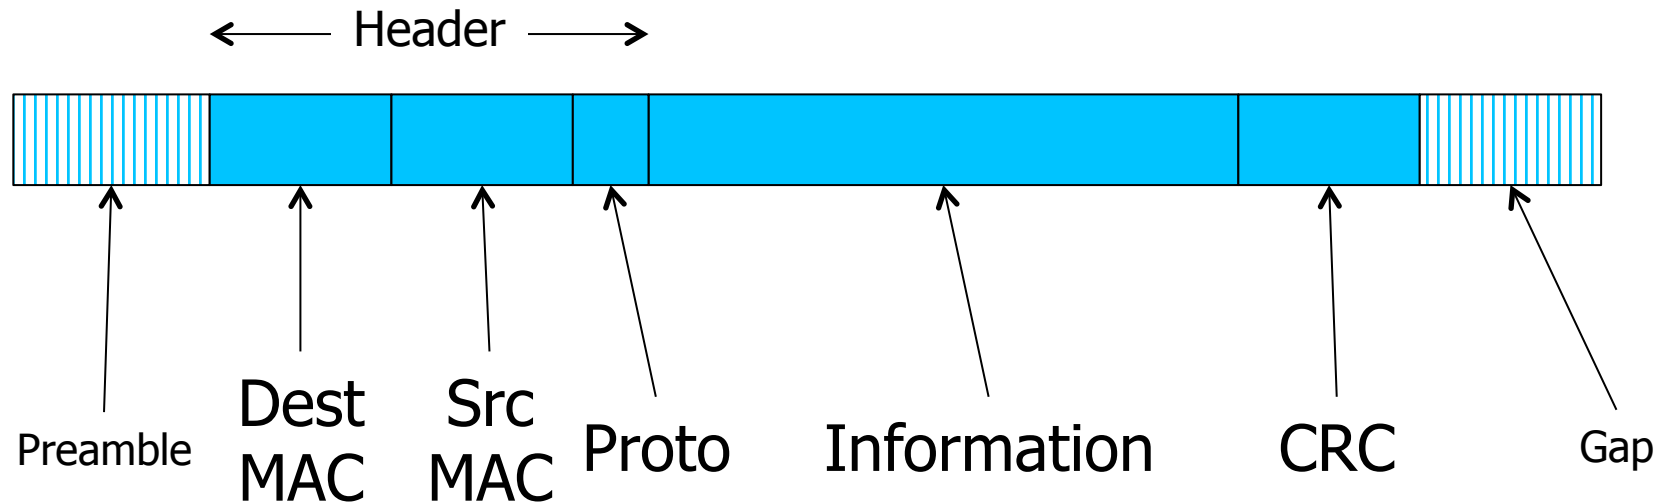 Header
Preamble
Dest
MAC
Src
MAC
Proto
Information
CRC
Gap